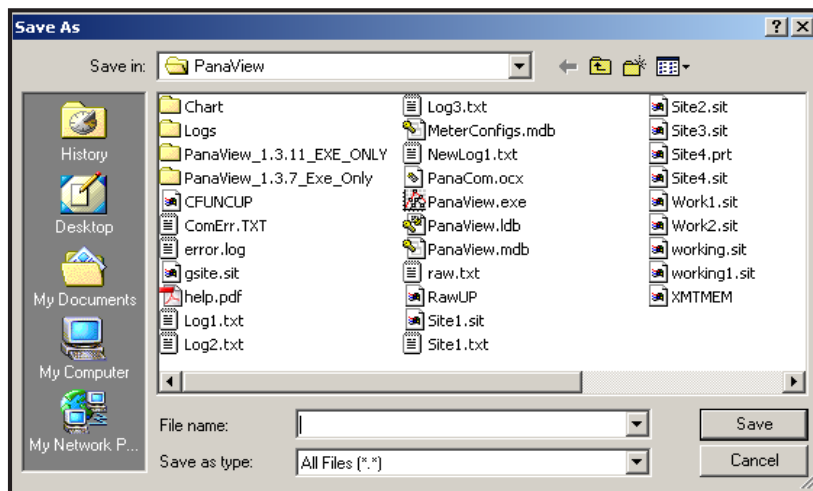 Save As
Save in: PanaView
History
Desktop
My Documents
My Computer
My Network P...
Chart
Logs
PanaView_1.3.11_EXE_ONLY
PanaView_1.3.7_Exe_Only
CFUNCUP
ComErr.TXT
error.log
gsite.sit
help.pdf
Log1.txt
Log2.txt
Log3.txt
MeterConfigs.mdb
NewLog1.txt
PanaCom.ocx
PanaView.exe
PanaView.ldb
PanaView.mdb
raw.txt
RawUP
Site1.sit
Site1.txt
Site2.sit
Site3.sit
Site4.prt
Site4.sit
Work1.sit
Work2.sit
working.sit
working1.sit
XMTMEM
File name:
Save
Save as type: All Files (*.*)
Cancel